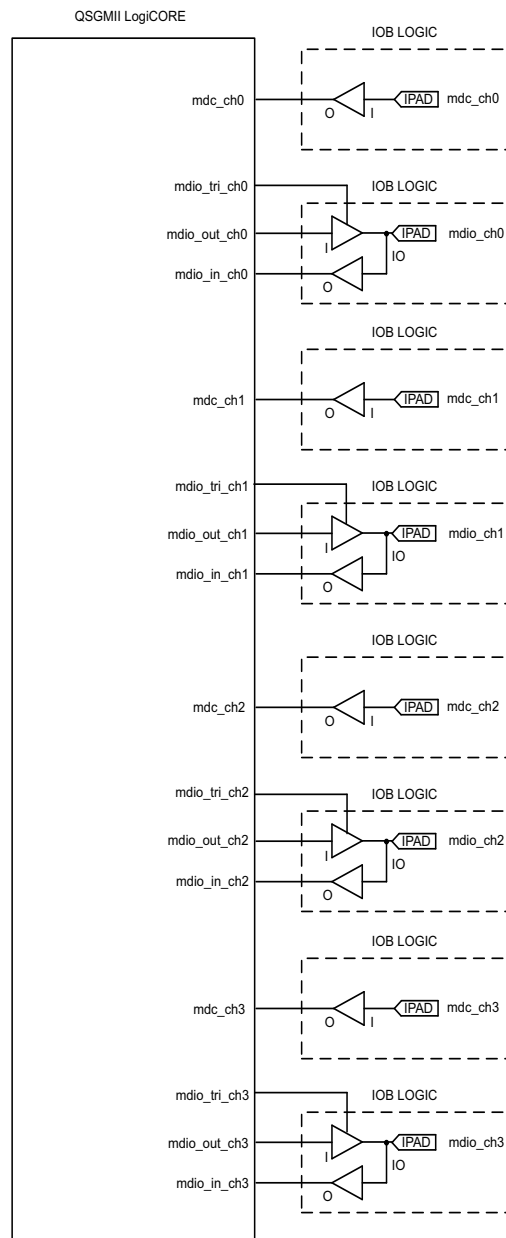 QSGMII LogiCORE
IOB LOGIC
mdc_ch0
O
I
IPAD
mdc_ch0
mdio_tri_ch0
IOB LOGIC
mdio_out_ch0
I
IPAD
mdio_ch0
mdio_in_ch0
O
IO
IOB LOGIC
mdc_ch1
O
I
IPAD
mdc_ch1
mdio_tri_ch1
IOB LOGIC
mdio_out_ch1
I
IPAD
mdio_ch1
mdio_in_ch1
O
IO
IOB LOGIC
mdc_ch2
O
I
IPAD
mdc_ch2
mdio_tri_ch2
IOB LOGIC
mdio_out_ch2
I
IPAD
mdio_ch2
mdio_in_ch2
O
IO
IOB LOGIC
mdc_ch3
O
I
IPAD
mdc_ch3
mdio_tri_ch3
IOB LOGIC
mdio_out_ch3
I
IPAD
mdio_ch3
mdio_in_ch3
O
IO